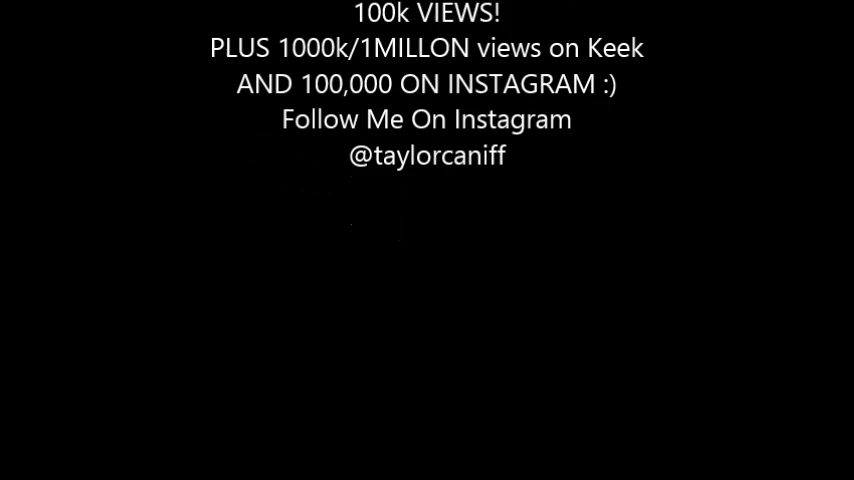 100k VIEWS!
PLUS 1000k/1MILLON views on Keek
AND 100,000 ON INSTAGRAM :)
Follow Me On Instagram
@taylorcaniff